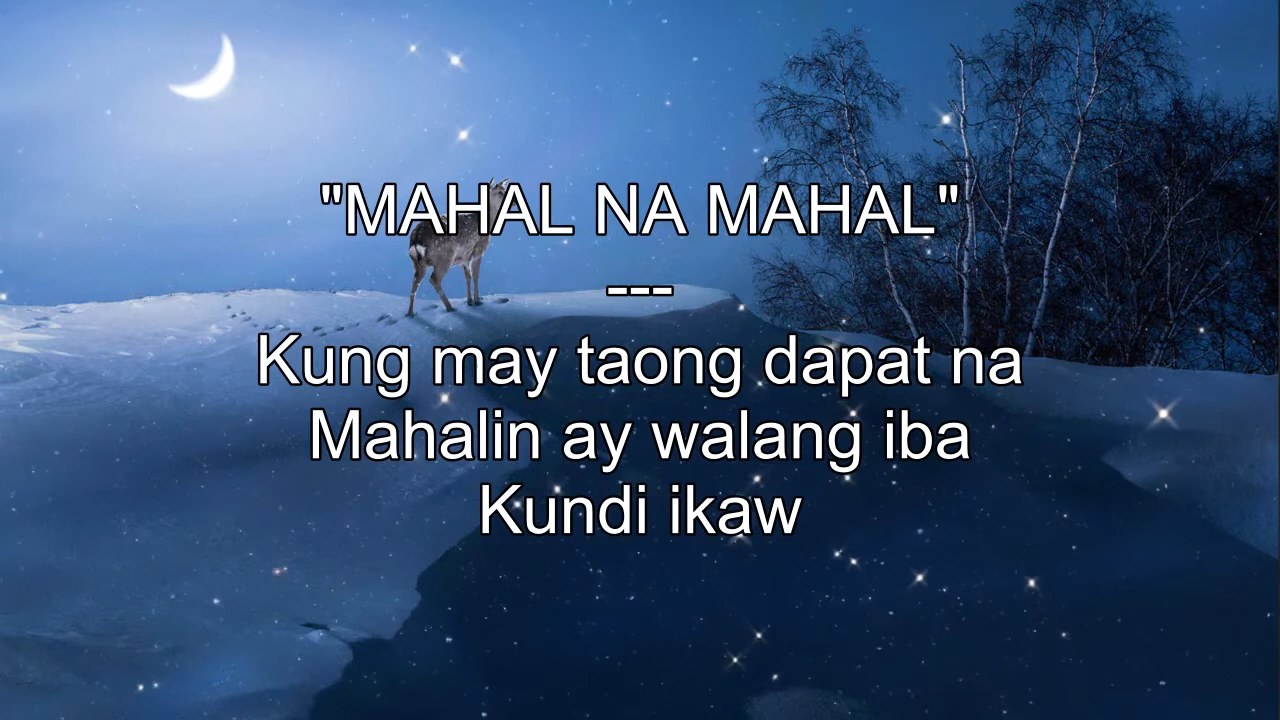 "MAHAL NA MAHAL"
---
Kung may taong dapat na
Mahalin ay walang iba
Kundi ikaw